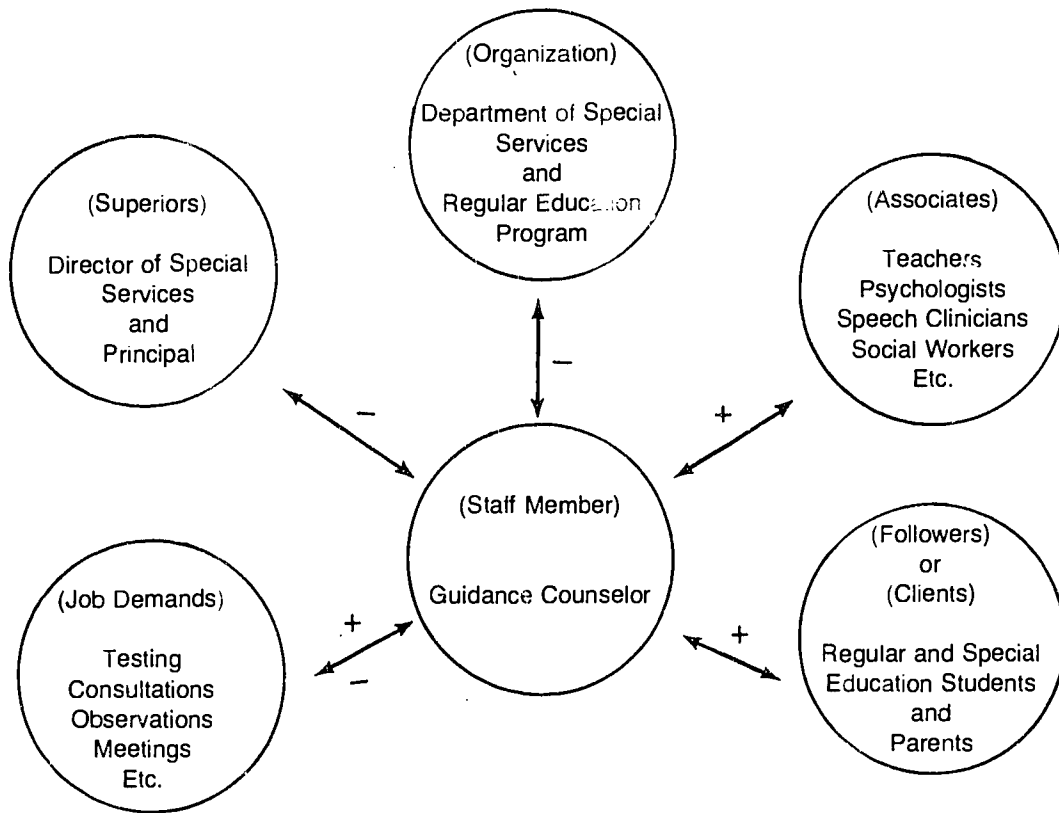 (Organization)
Department of Special
Services
and
Regular Education
Program
(Superiors)
Director of Special
Services
and
Principal
(Associates)
Teachers
Psychologists
Speech Clinicians
Social Workers
Etc.
−
−
+
(Staff Member)
Guidance Counselor
(Followers)
or
(Clients)
Regular and Special
Education Students
and
Parents
+
(Job Demands)
Testing
Consultations
Observations
Meetings
Etc.
+
−